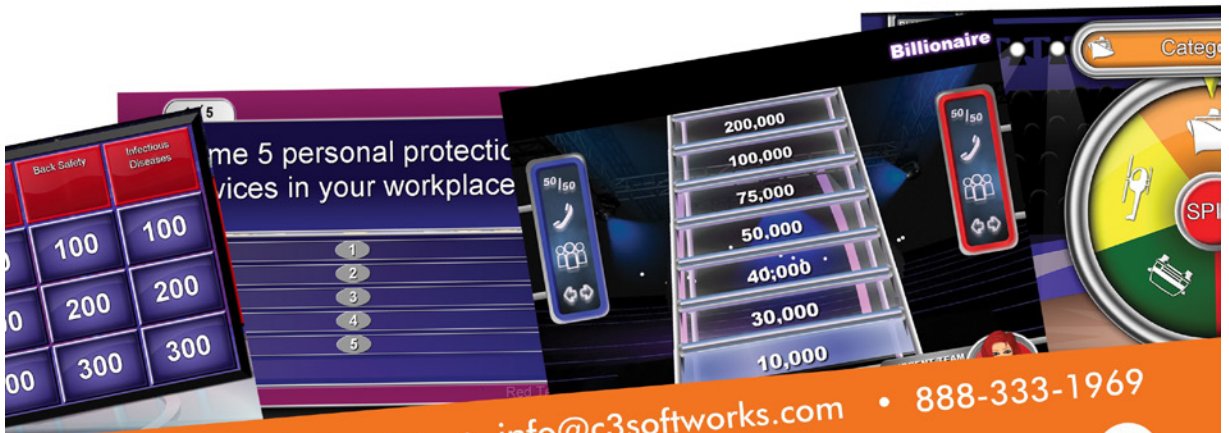 Back Safety
Infectious
Diseases
100
100
200
200
300
300
5
me 5 personal protectic
vices in your workplace
1
2
3
4
5
Red T
Billionaire
50|50
200,000
100,000
75,000
50,000
40,000
30,000
10,000
50|50
Catego
SPI
info@c3softworks.com • 888-333-1969